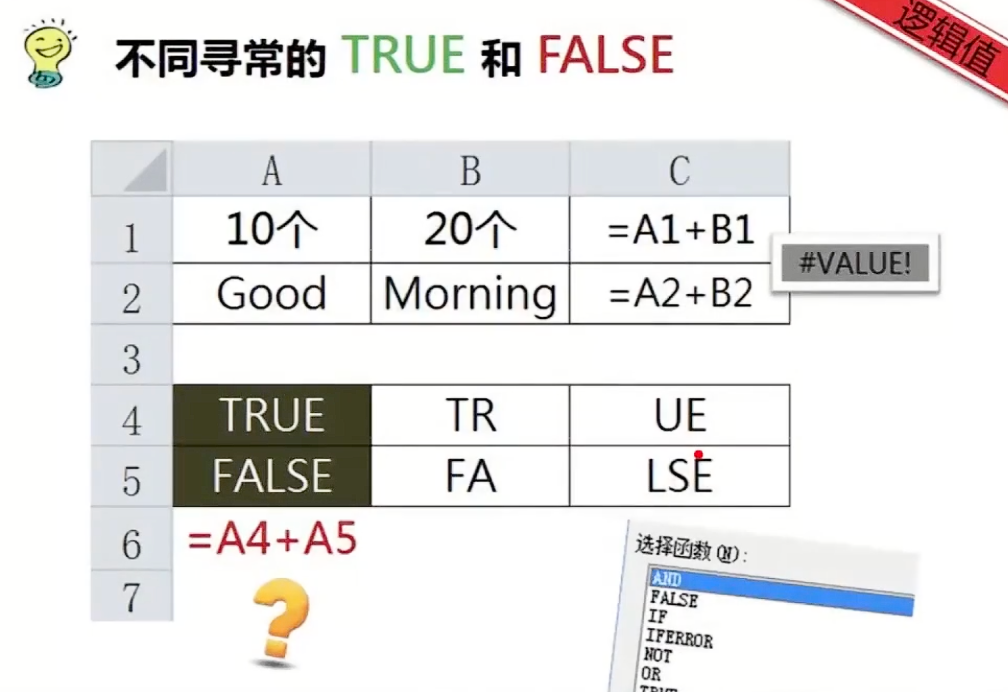 不同寻常的 TRUE 和 FALSE
逻辑值
A B C
1 10个 20个 =A1+B1
#VALUE!
2 Good Morning =A2+B2
3
4 TRUE TR UE
5 FALSE FA LSE
6 =A4+A5
7
选择函数(N):
AND
FALSE
IF
IFERROR
NOT
OR
TRUE